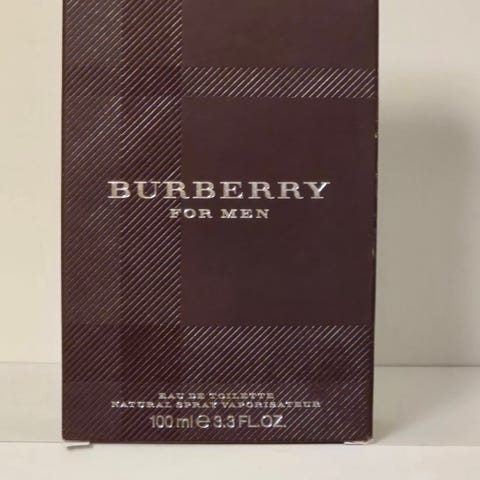 BURBERRY
FOR MEN
EAU DE TOILETTE
NATURAL SPRAY VAPORISATEUR
100 ml ℮ 3.3 FL.OZ.